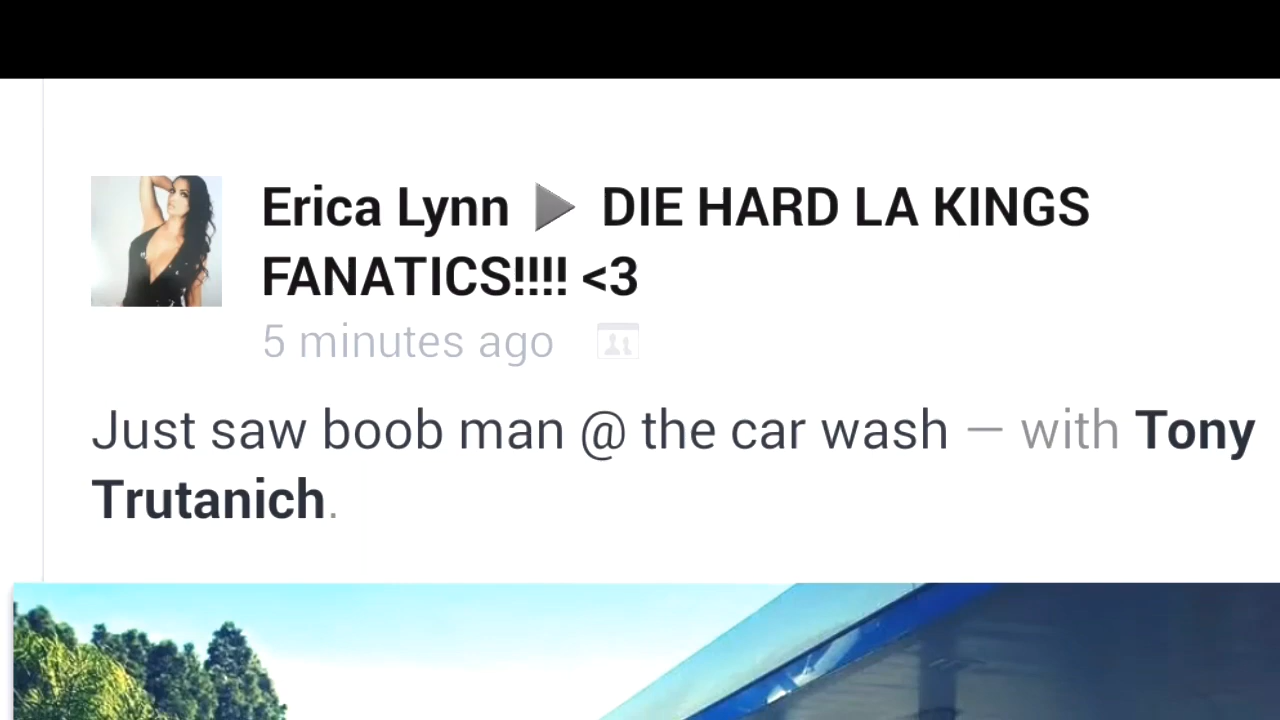 Erica Lynn ▶ DIE HARD LA KINGS
FANATICS!!!! <3
5 minutes ago
Just saw boob man @ the car wash — with Tony
Trutanich.